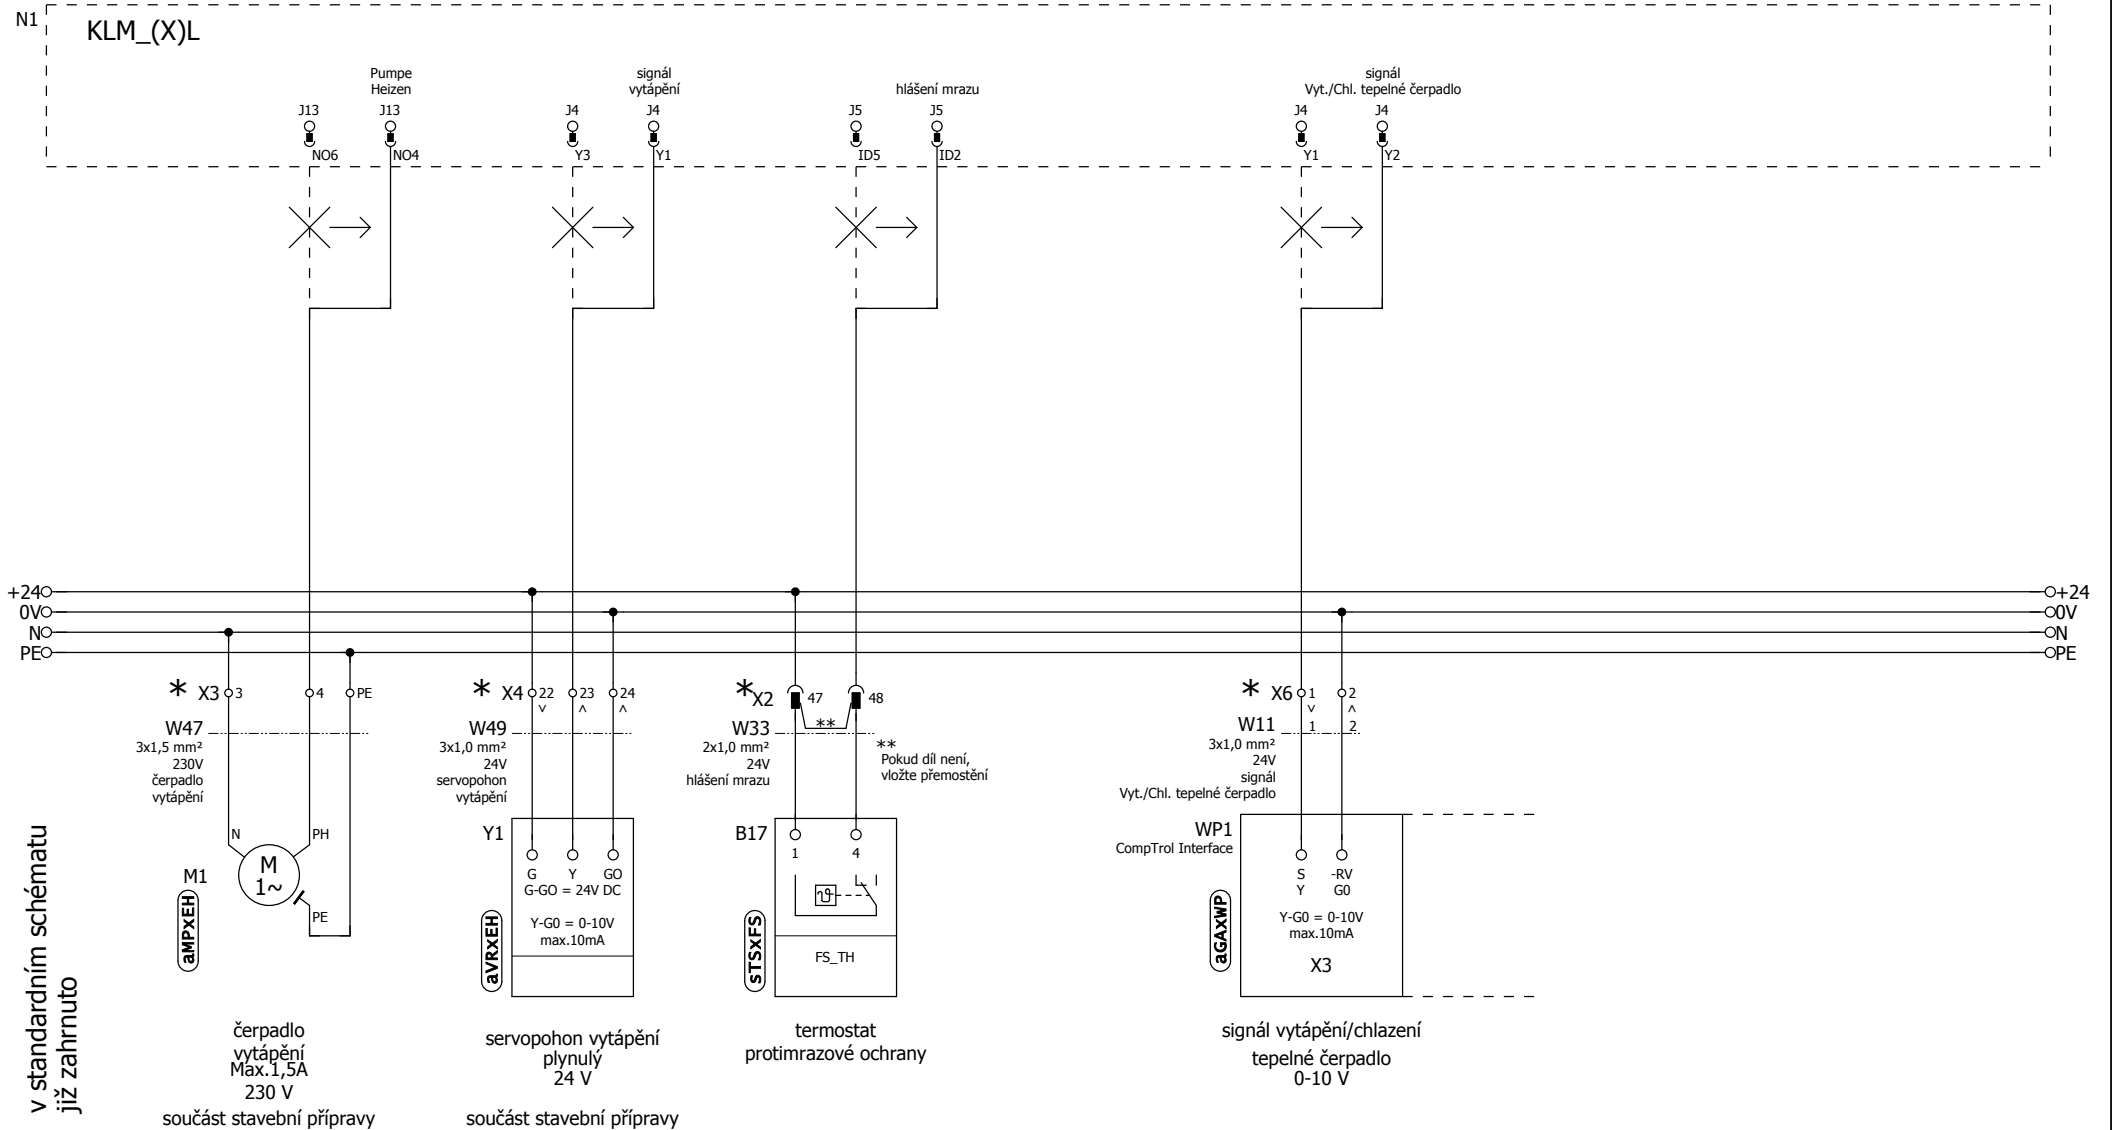 N1
KLM_(X)L
Pumpe
Heizen
signál
vytápění
hlášení mrazu
signál
Vyt./Chl. tepelné čerpadlo
J13 J13 J4 J4 J5 J5 J4 J4
NO6 NO4 Y3 Y1 ID5 ID2 Y1 Y2
+24 +24
0V 0V
N N
PE PE
* X3 3 4 PE
* X4 22 23 24
* X2 47 48
* X6 1 2
W47
3x1,5 mm²
230V
čerpadlo
vytápění
W49
3x1,0 mm²
24V
servopohon
vytápění
W33
2x1,0 mm²
24V
hlášení mrazu
**
**
Pokud díl není,
vložte přemostění
W11 1 2
3x1,0 mm²
24V
signál
Vyt./Chl. tepelné čerpadlo
N PH
M
1~
PE
M1
aMPxEH
Y1
G Y GO
G-GO = 24V DC
Y-G0 = 0-10V
max.10mA
aVRxEH
B17
1 4
FS_TH
sTSxFS
WP1
CompTrol Interface
S -RV
Y G0
Y-G0 = 0-10V
max.10mA
X3
aGAxWP
v standardním schématu
již zahrnuto
čerpadlo
vytápění
Max.1,5A
230 V
součást stavební přípravy
servopohon vytápění
plynulý
24 V
součást stavební přípravy
termostat
protimrazové ochrany
signál vytápění/chlazení
tepelné čerpadlo
0-10 V